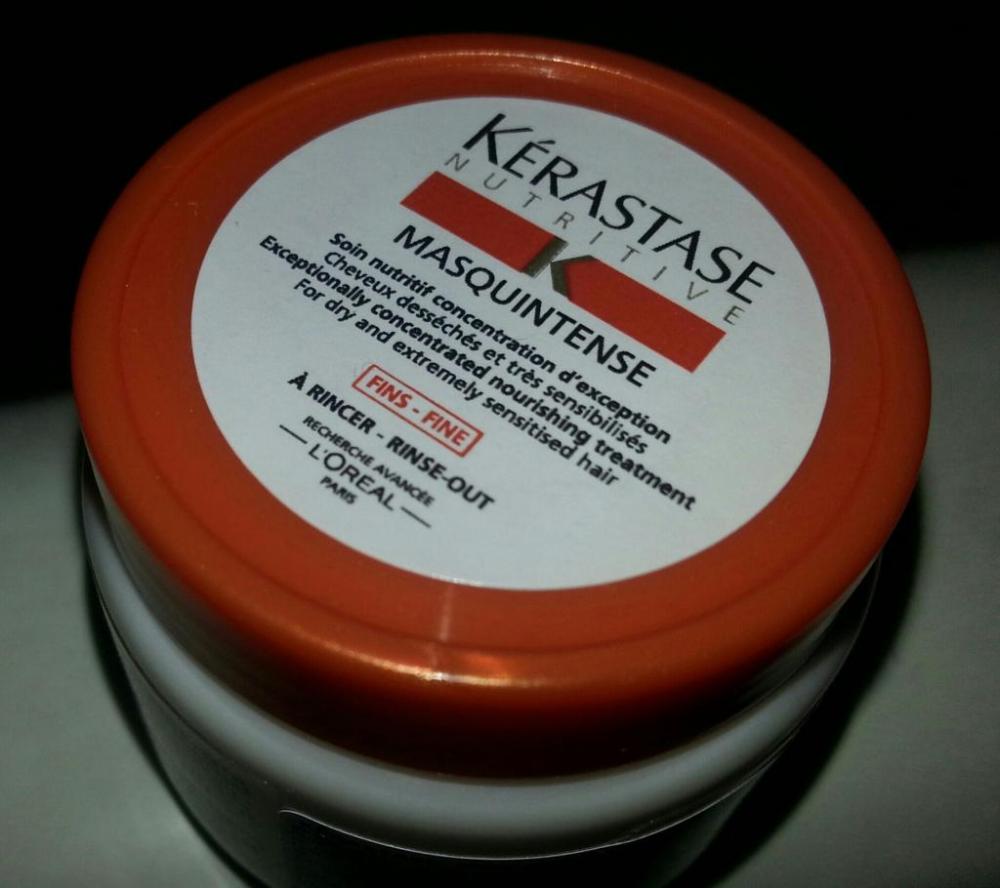 KÉRASTASE
NUTRITIVE
K
MASQUINTENSE
Soin nutritif concentration d'exception
Cheveux desséchés et très sensibilisés
Exceptionally concentrated nourishing treatment
For dry and extremely sensitised hair
FINS - FINE
À RINCER - RINSE-OUT
RECHERCHE AVANCÉE
L'ORÉAL
PARIS